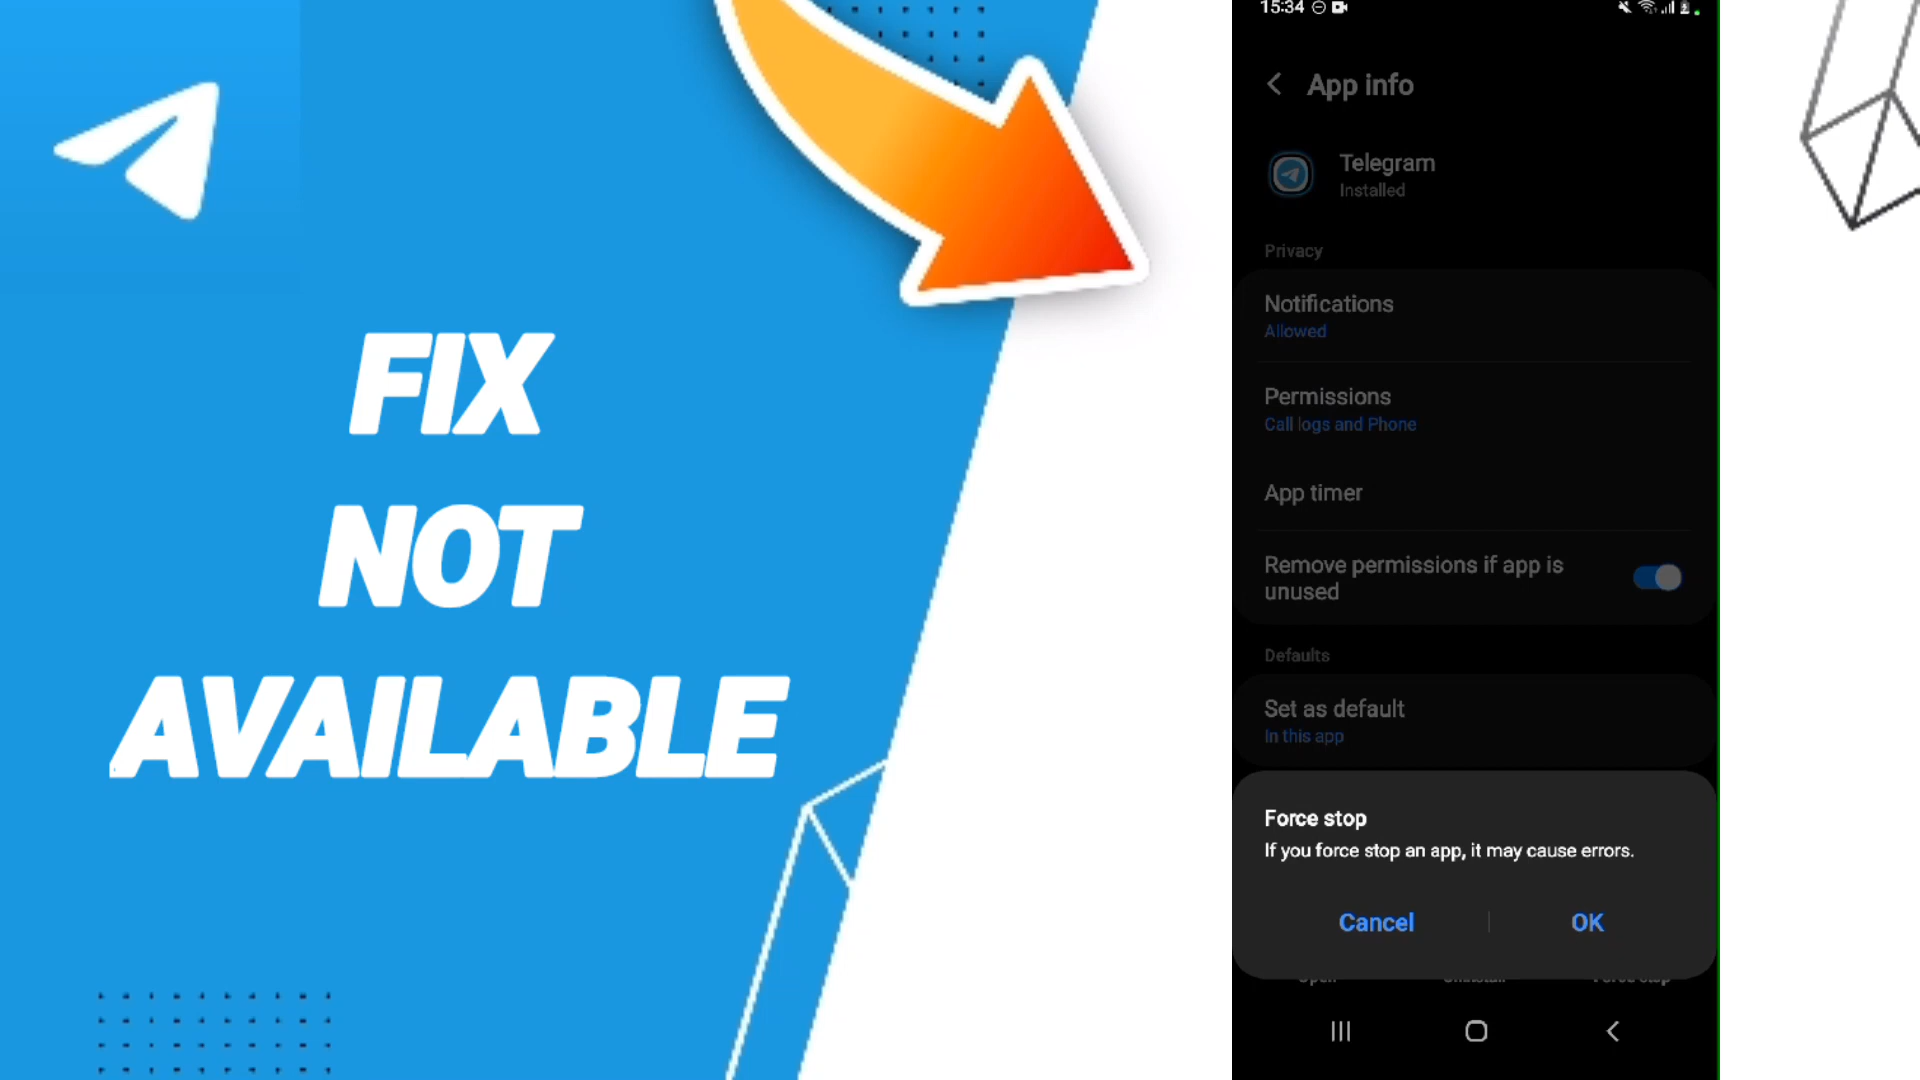 FIX
NOT
AVAILABLE
15:34
App info
Telegram
Installed
Privacy
Notifications
Allowed
Permissions
Call logs and Phone
App timer
Remove permissions if app is
unused
Defaults
Set as default
In this app
Force stop
If you force stop an app, it may cause errors.
Cancel
OK